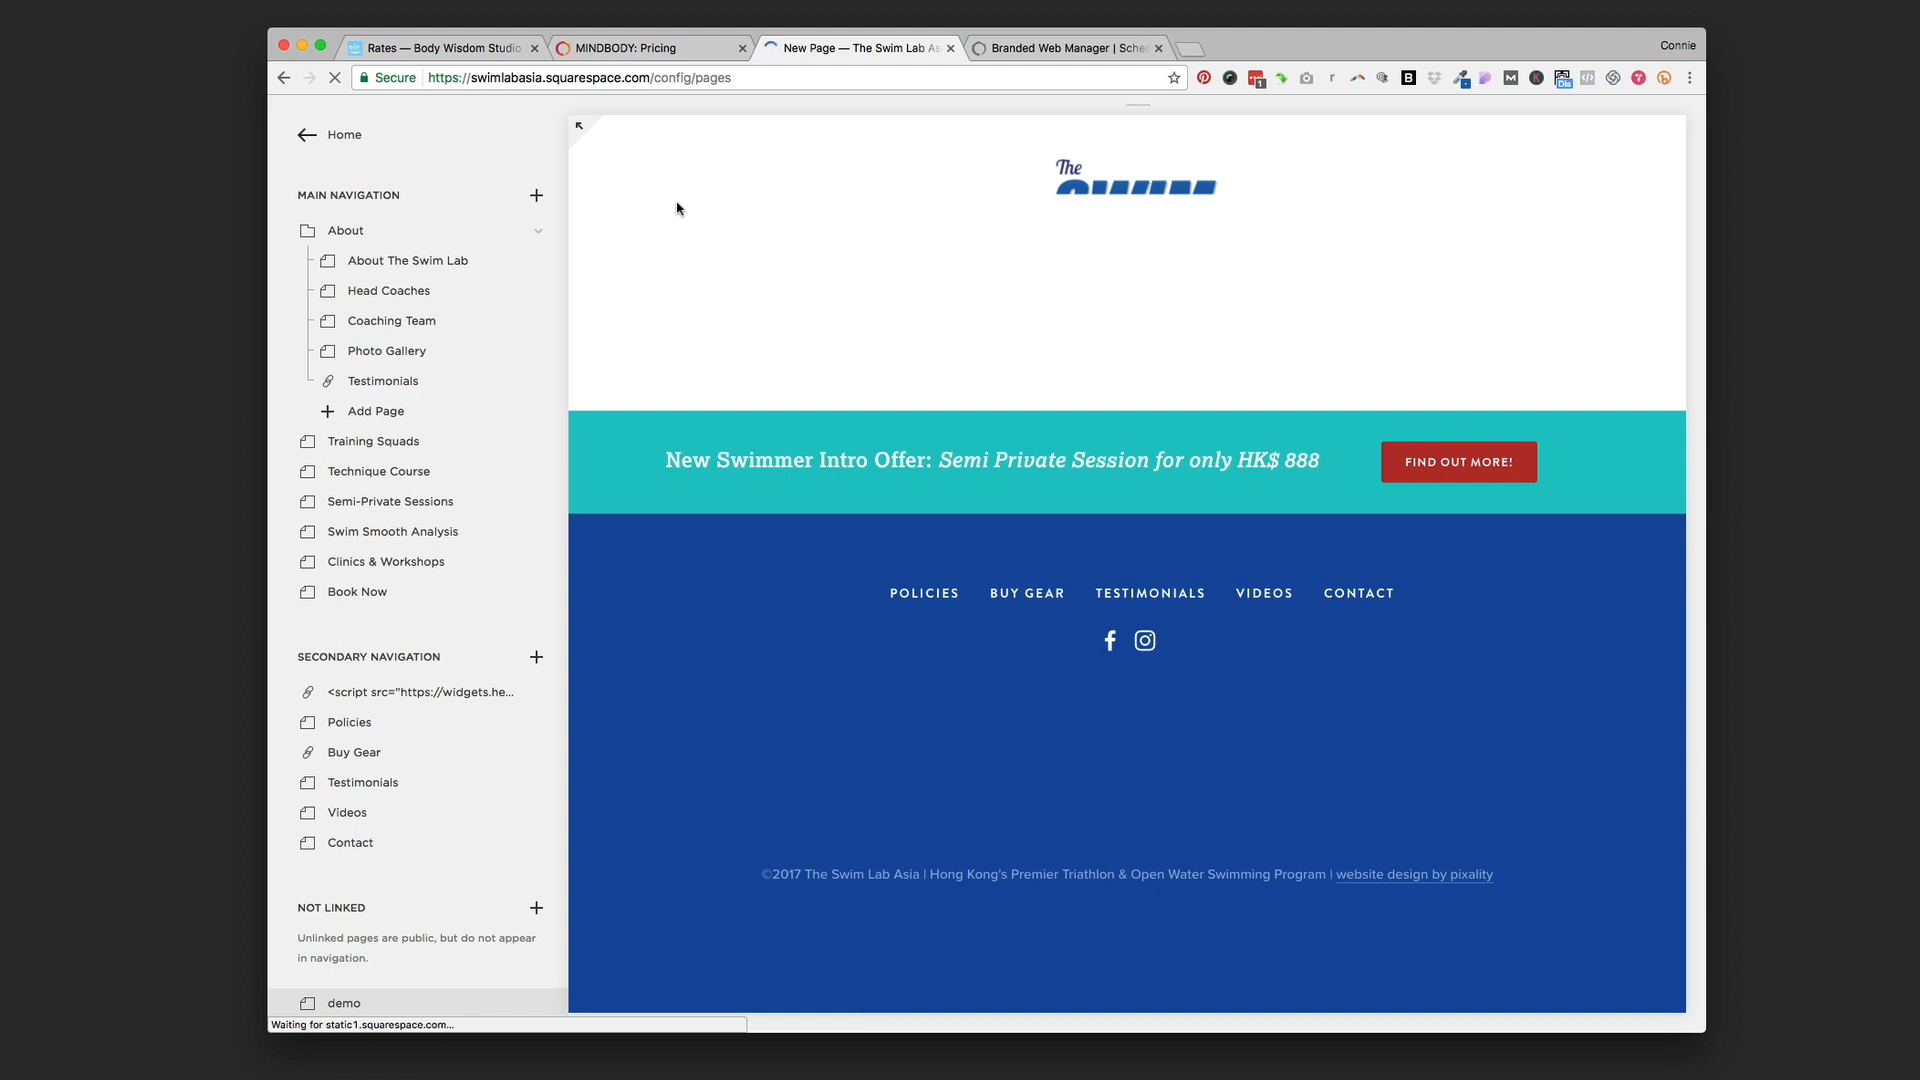 Rates — Body Wisdom Studio
MINDBODY: Pricing
New Page — The Swim Lab As
Branded Web Manager | Sche
Connie
Secure
https://swimlabasia.squarespace.com/config/pages
Home
MAIN NAVIGATION
About
About The Swim Lab
Head Coaches
Coaching Team
Photo Gallery
Testimonials
Add Page
Training Squads
Technique Course
Semi-Private Sessions
Swim Smooth Analysis
Clinics & Workshops
Book Now
SECONDARY NAVIGATION
<script src="https://widgets.he...
Policies
Buy Gear
Testimonials
Videos
Contact
NOT LINKED
Unlinked pages are public, but do not appear
in navigation.
demo
Waiting for static1.squarespace.com...
The
SWIM
New Swimmer Intro Offer: Semi Private Session for only HK$ 888
FIND OUT MORE!
POLICIES BUY GEAR TESTIMONIALS VIDEOS CONTACT
©2017 The Swim Lab Asia | Hong Kong's Premier Triathlon & Open Water Swimming Program | website design by pixality